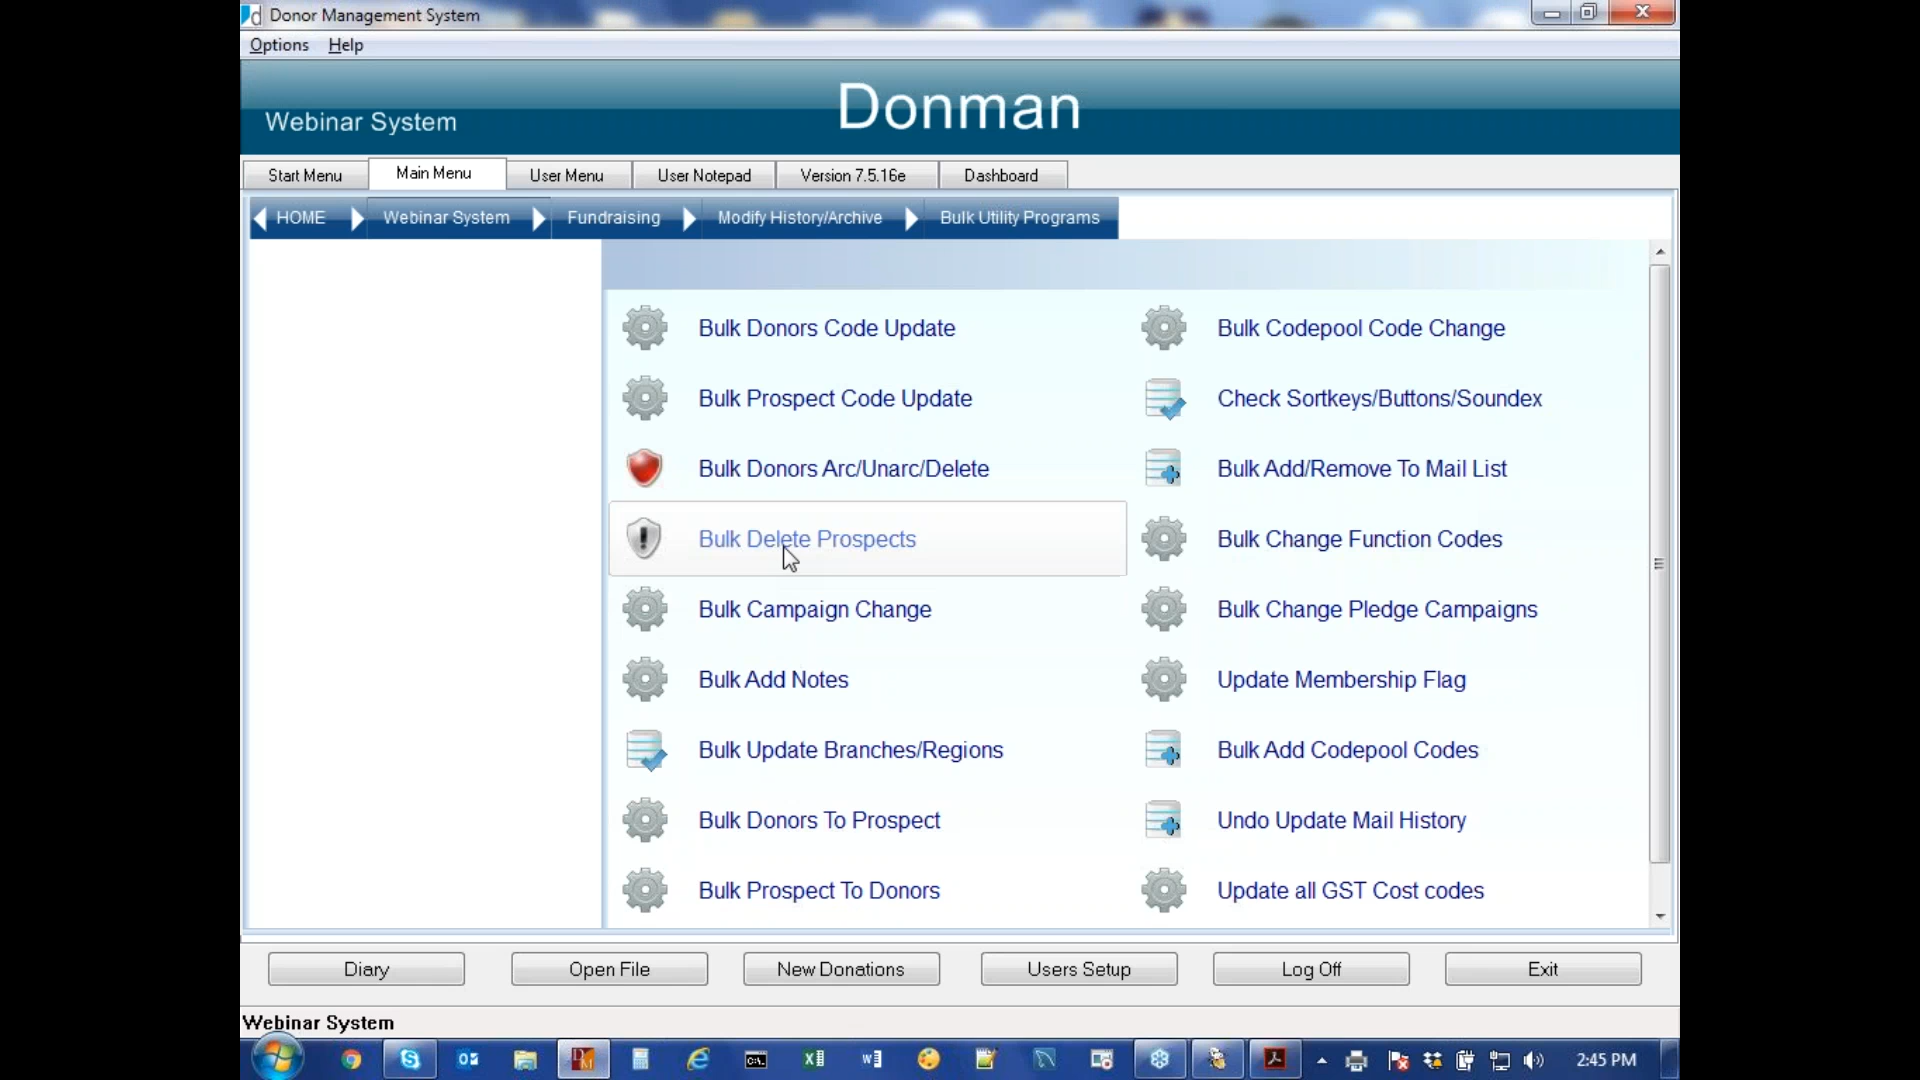 Donor Management System
Options Help
Webinar System
Donman
Start Menu Main Menu User Menu User Notepad Version 7.5.16e Dashboard
HOME Webinar System Fundraising Modify History/Archive Bulk Utility Programs
Bulk Donors Code Update
Bulk Codepool Code Change
Bulk Prospect Code Update
Check Sortkeys/Buttons/Soundex
Bulk Donors Arc/Unarc/Delete
Bulk Add/Remove To Mail List
Bulk Delete Prospects
Bulk Change Function Codes
Bulk Campaign Change
Bulk Change Pledge Campaigns
Bulk Add Notes
Update Membership Flag
Bulk Update Branches/Regions
Bulk Add Codepool Codes
Bulk Donors To Prospect
Undo Update Mail History
Bulk Prospect To Donors
Update all GST Cost codes
Diary Open File New Donations Users Setup Log Off Exit
Webinar System
2:45 PM